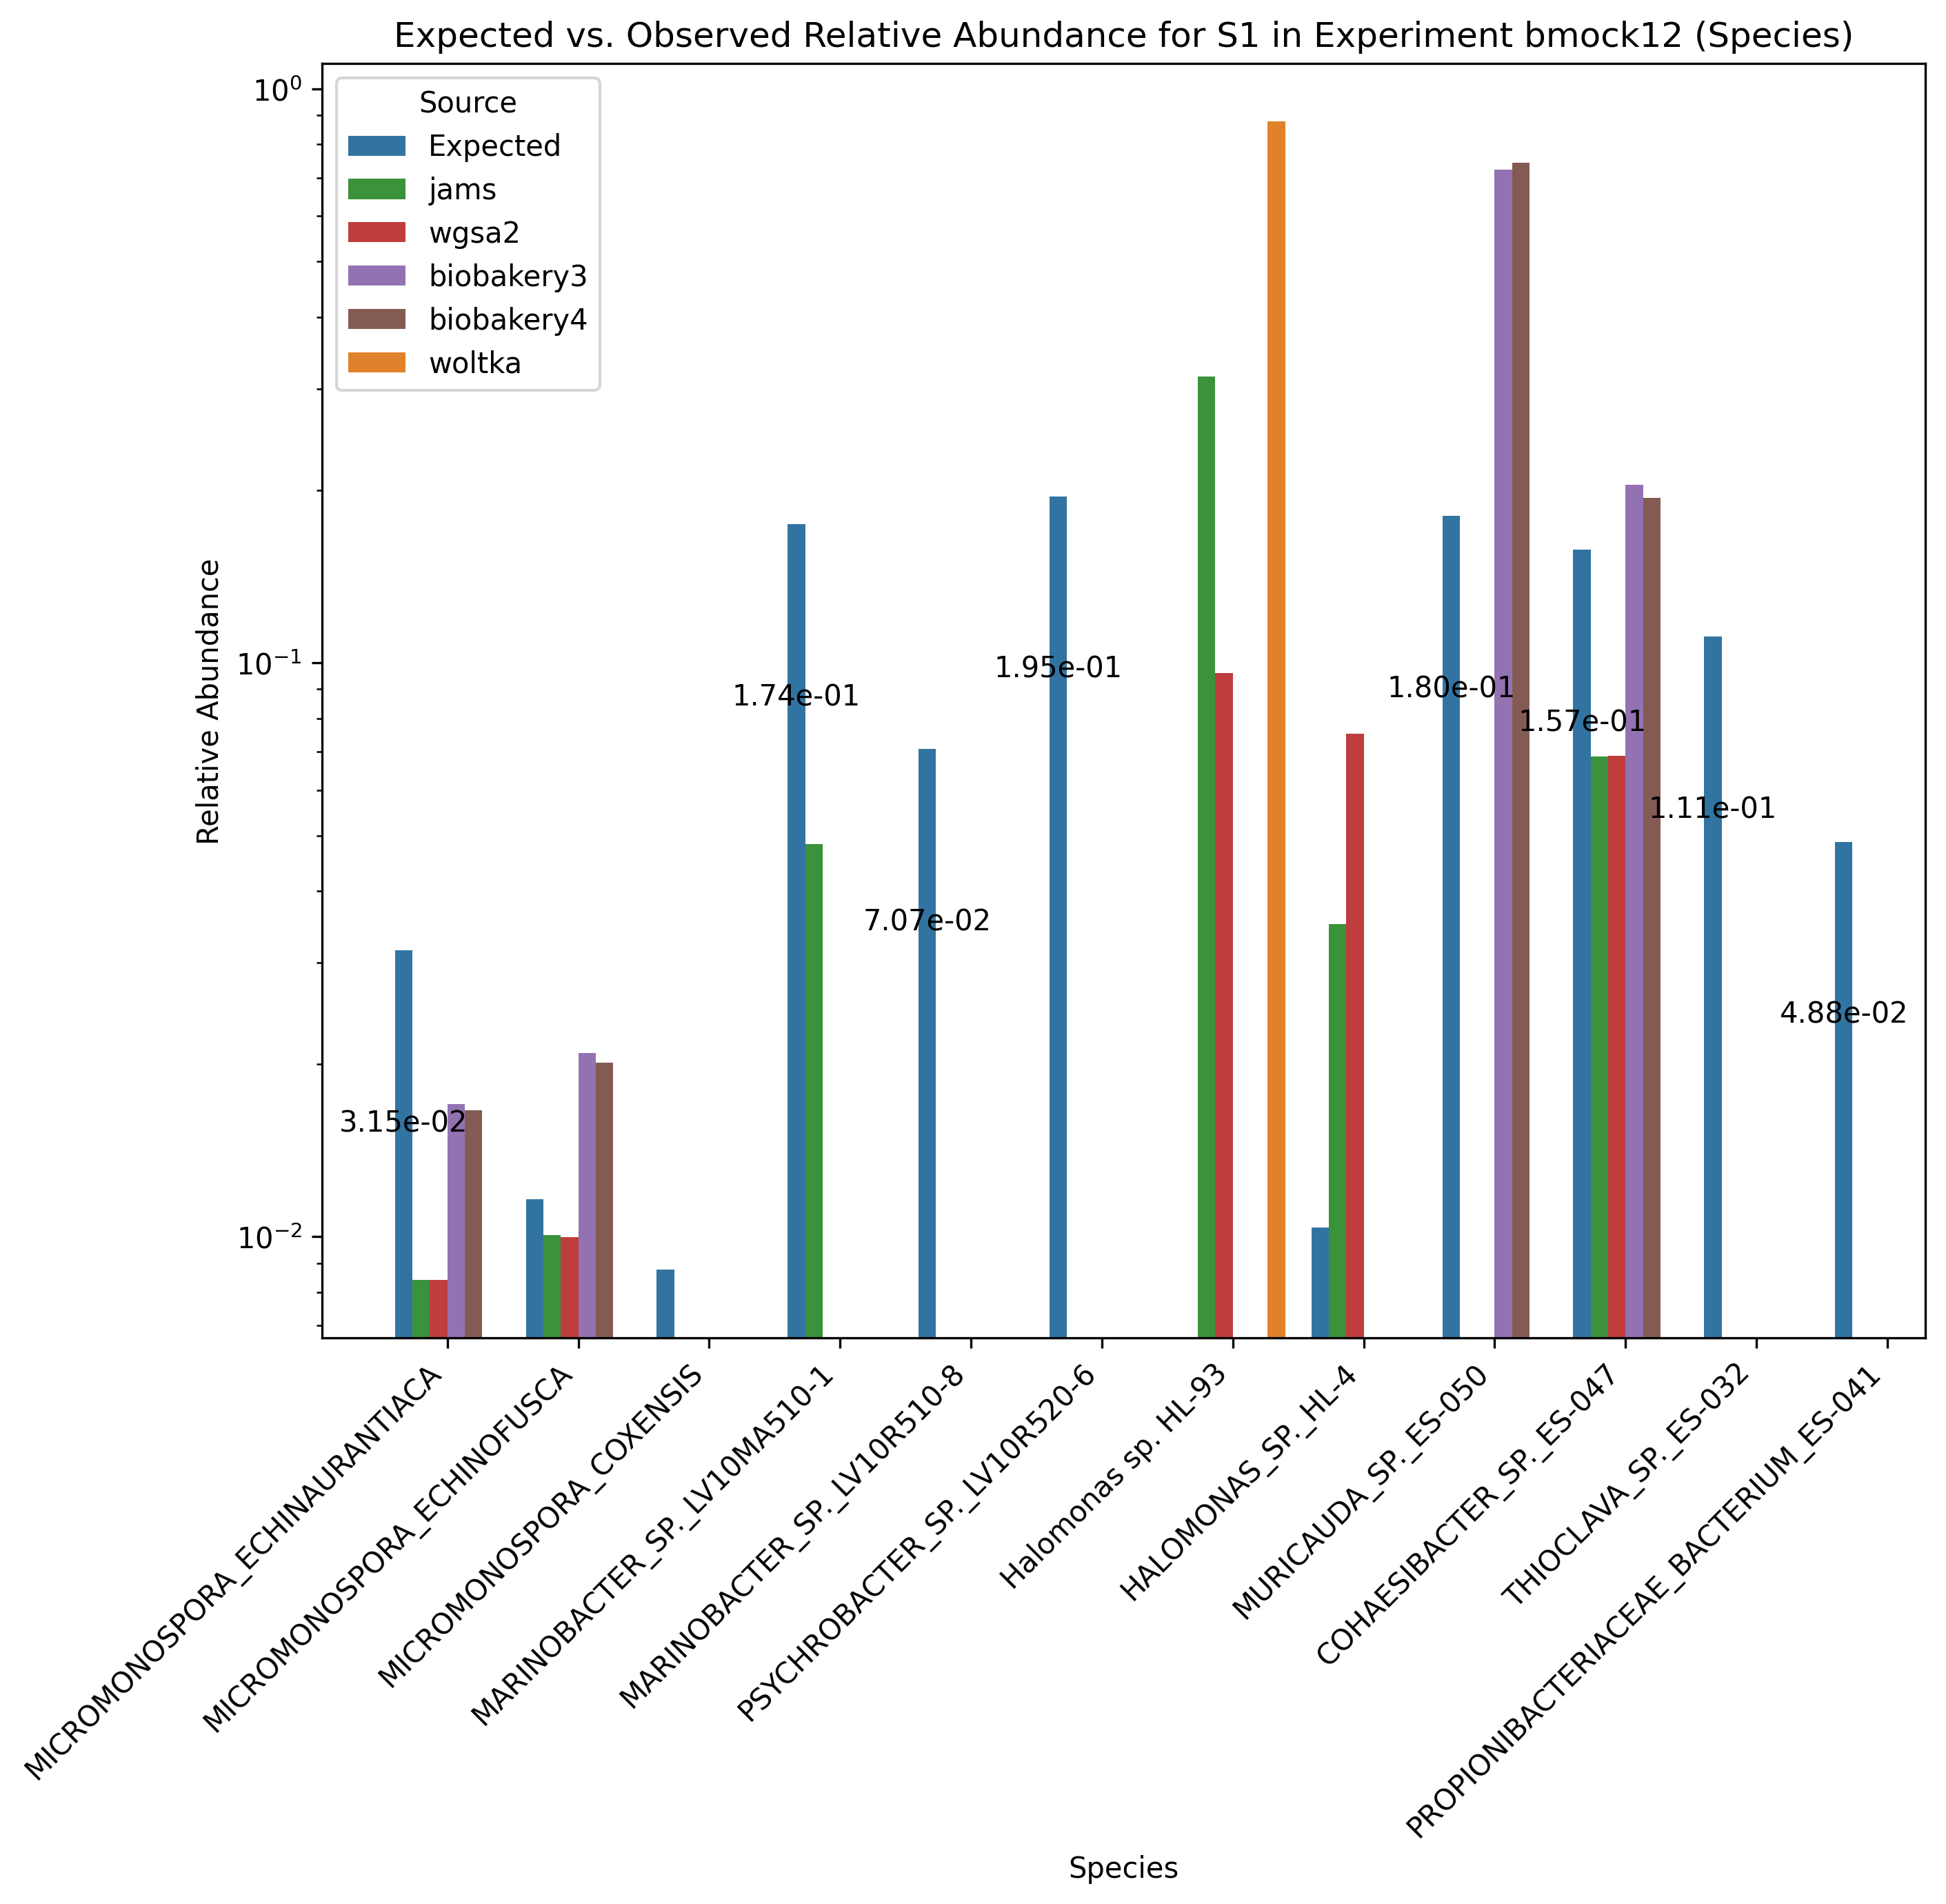 Expected vs. Observed Relative Abundance for S1 in Experiment bmock12 (Species)
Source
Expected
jams
wgsa2
biobakery3
biobakery4
woltka
10⁰
10⁻¹
10⁻²
Relative Abundance
3.15e-02
1.74e-01
7.07e-02
1.95e-01
1.80e-01
1.57e-01
1.11e-01
4.88e-02
MICROMONOSPORA_ECHINAURANTIACA
MICROMONOSPORA_ECHINOFUSCA
MICROMONOSPORA_COXENSIS
MARINOBACTER_SP._LV10MA510-1
MARINOBACTER_SP._LV10R510-8
PSYCHROBACTER_SP._LV10R520-6
Halomonas sp. HL-93
HALOMONAS_SP._HL-4
MURICAUDA_SP._ES-050
COHAESIBACTER_SP._ES-047
THIOCLAVA_SP._ES-032
PROPIONIBACTERIACEAE_BACTERIUM_ES-041
Species